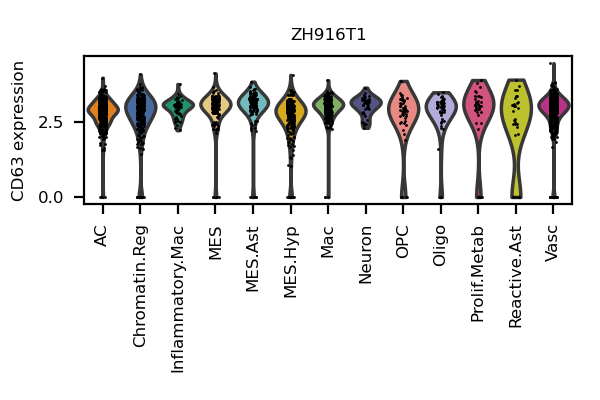 ZH916T1
CD63 expression
2.5
0.0
AC
Chromatin.Reg
Inflammatory.Mac
MES
MES.Ast
MES.Hyp
Mac
Neuron
OPC
Oligo
Prolif.Metab
Reactive.Ast
Vasc